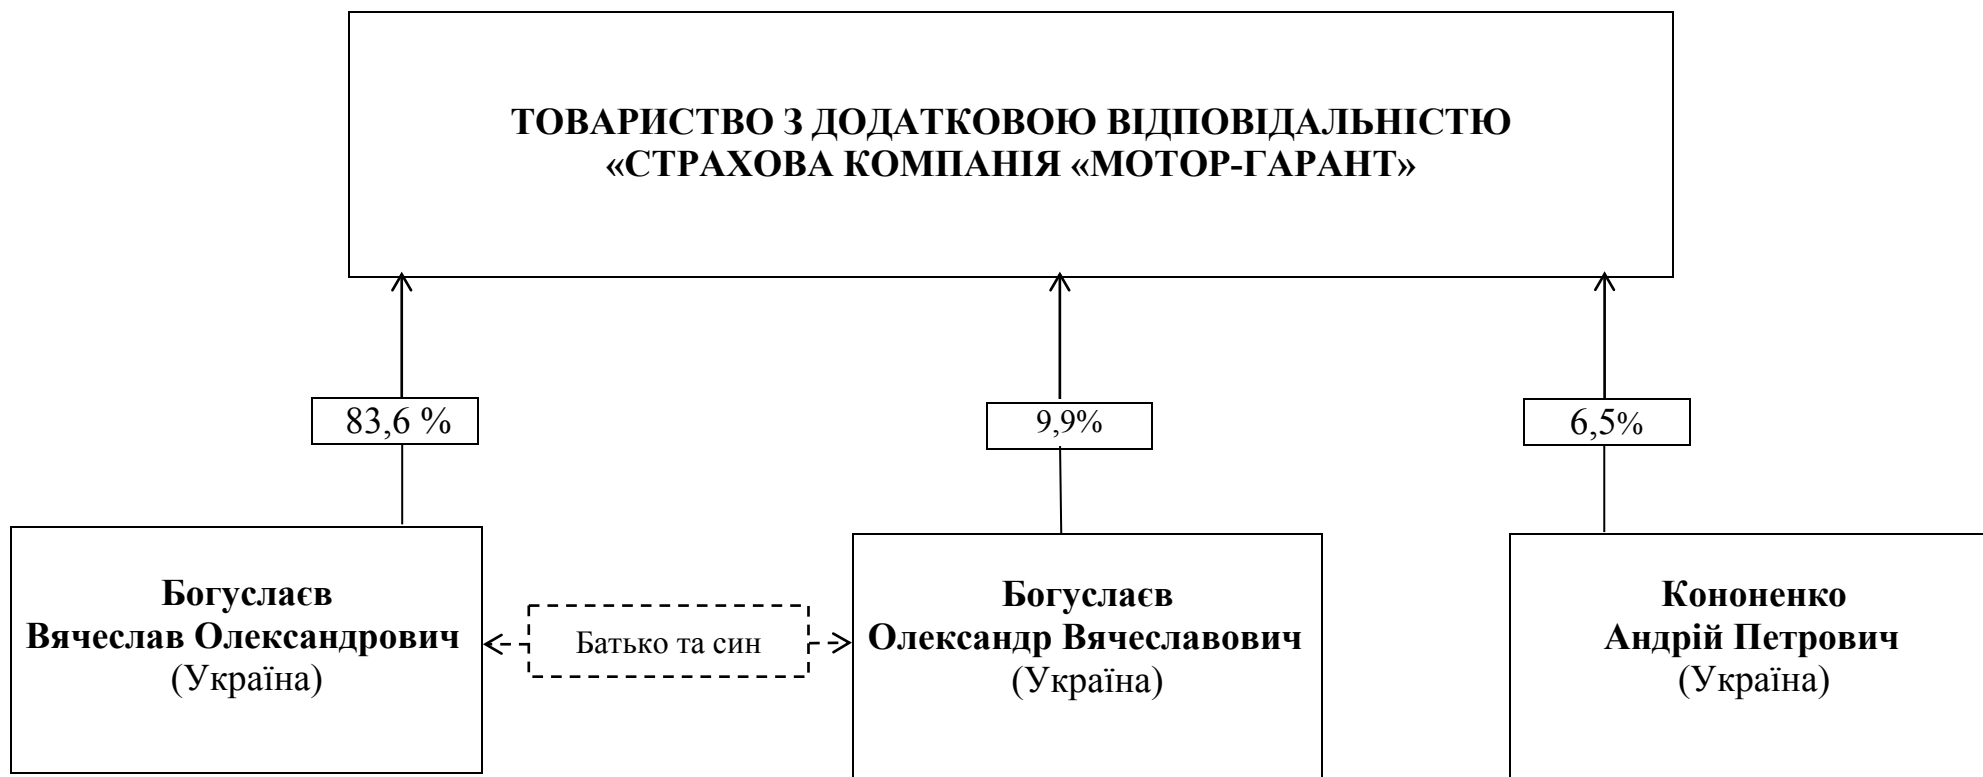 ТОВАРИСТВО З ДОДАТКОВОЮ ВІДПОВІДАЛЬНІСТЮ
«СТРАХОВА КОМПАНІЯ «МОТОР-ГАРАНТ»
83,6 %
9,9%
6,5%
Богуслаєв
Вячеслав Олександрович
(Україна)
Батько та син
Богуслаєв
Олександр Вячеславович
(Україна)
Кононенко
Андрій Петрович
(Україна)